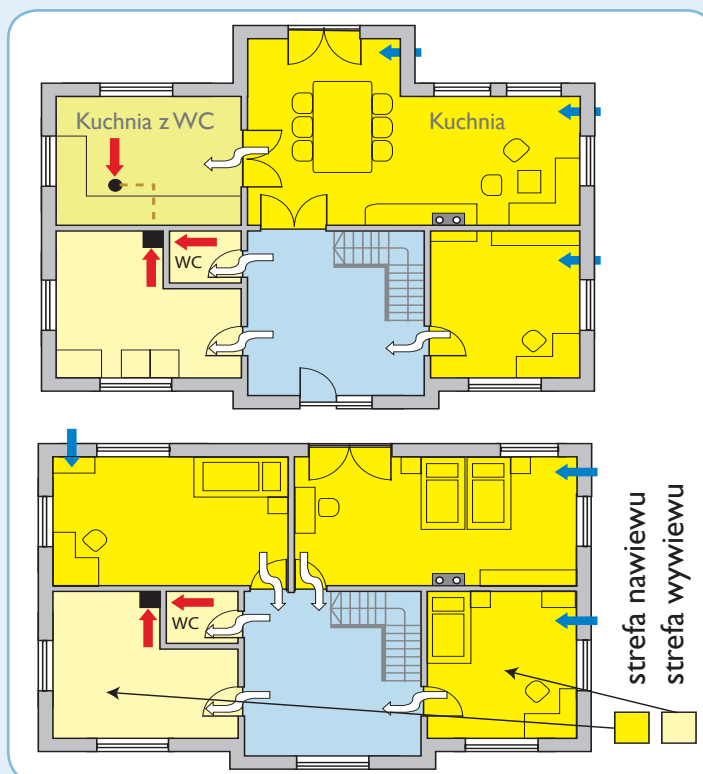 Kuchnia z WC
Kuchnia
WC
WC
strefa nawiewu
strefa wywiewu